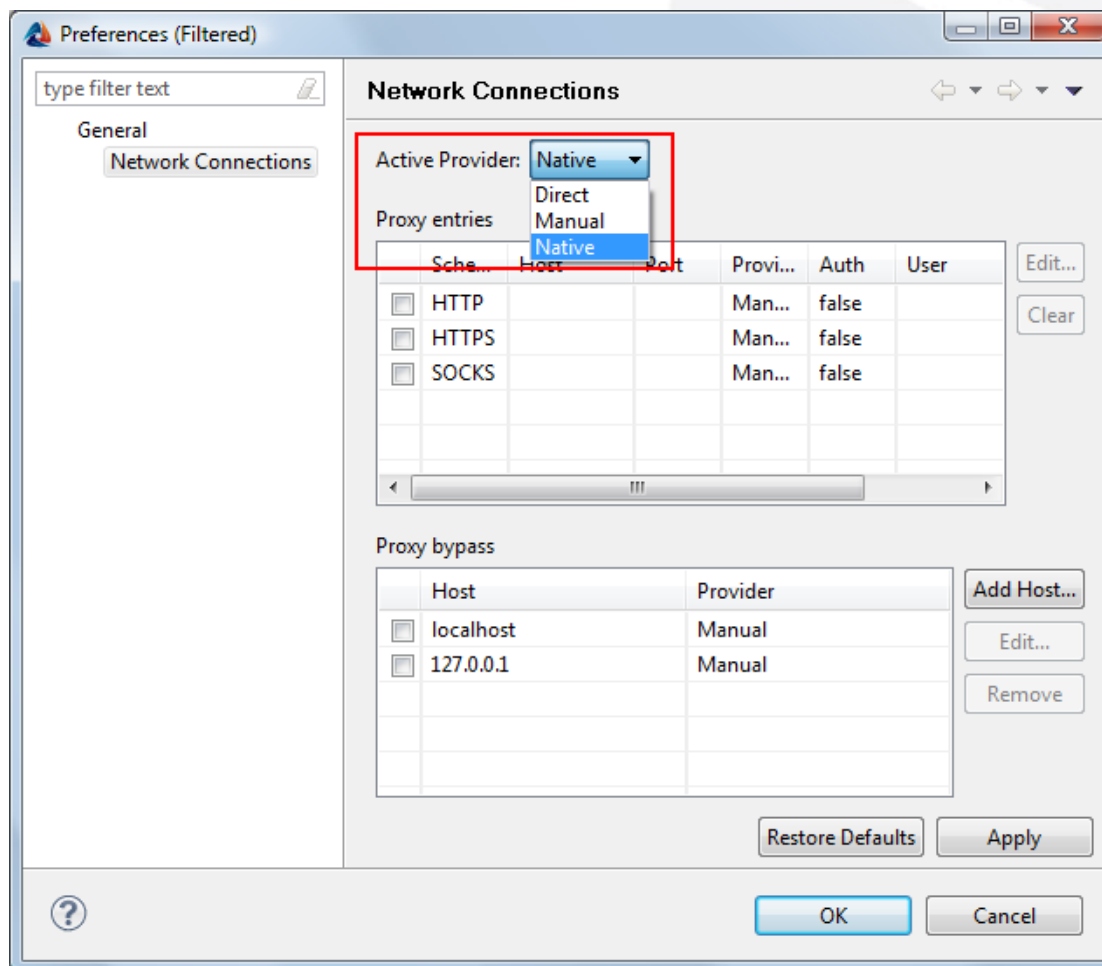 Preferences (Filtered)
type filter text
General
Network Connections
Network Connections
Active Provider: Native
Direct
Manual
Native
Proxy entries
Sche... Host Port Provi... Auth User
HTTP Man... false
HTTPS Man... false
SOCKS Man... false
Edit...
Clear
Proxy bypass
Host Provider
localhost Manual
127.0.0.1 Manual
Add Host...
Edit...
Remove
Restore Defaults Apply
OK Cancel